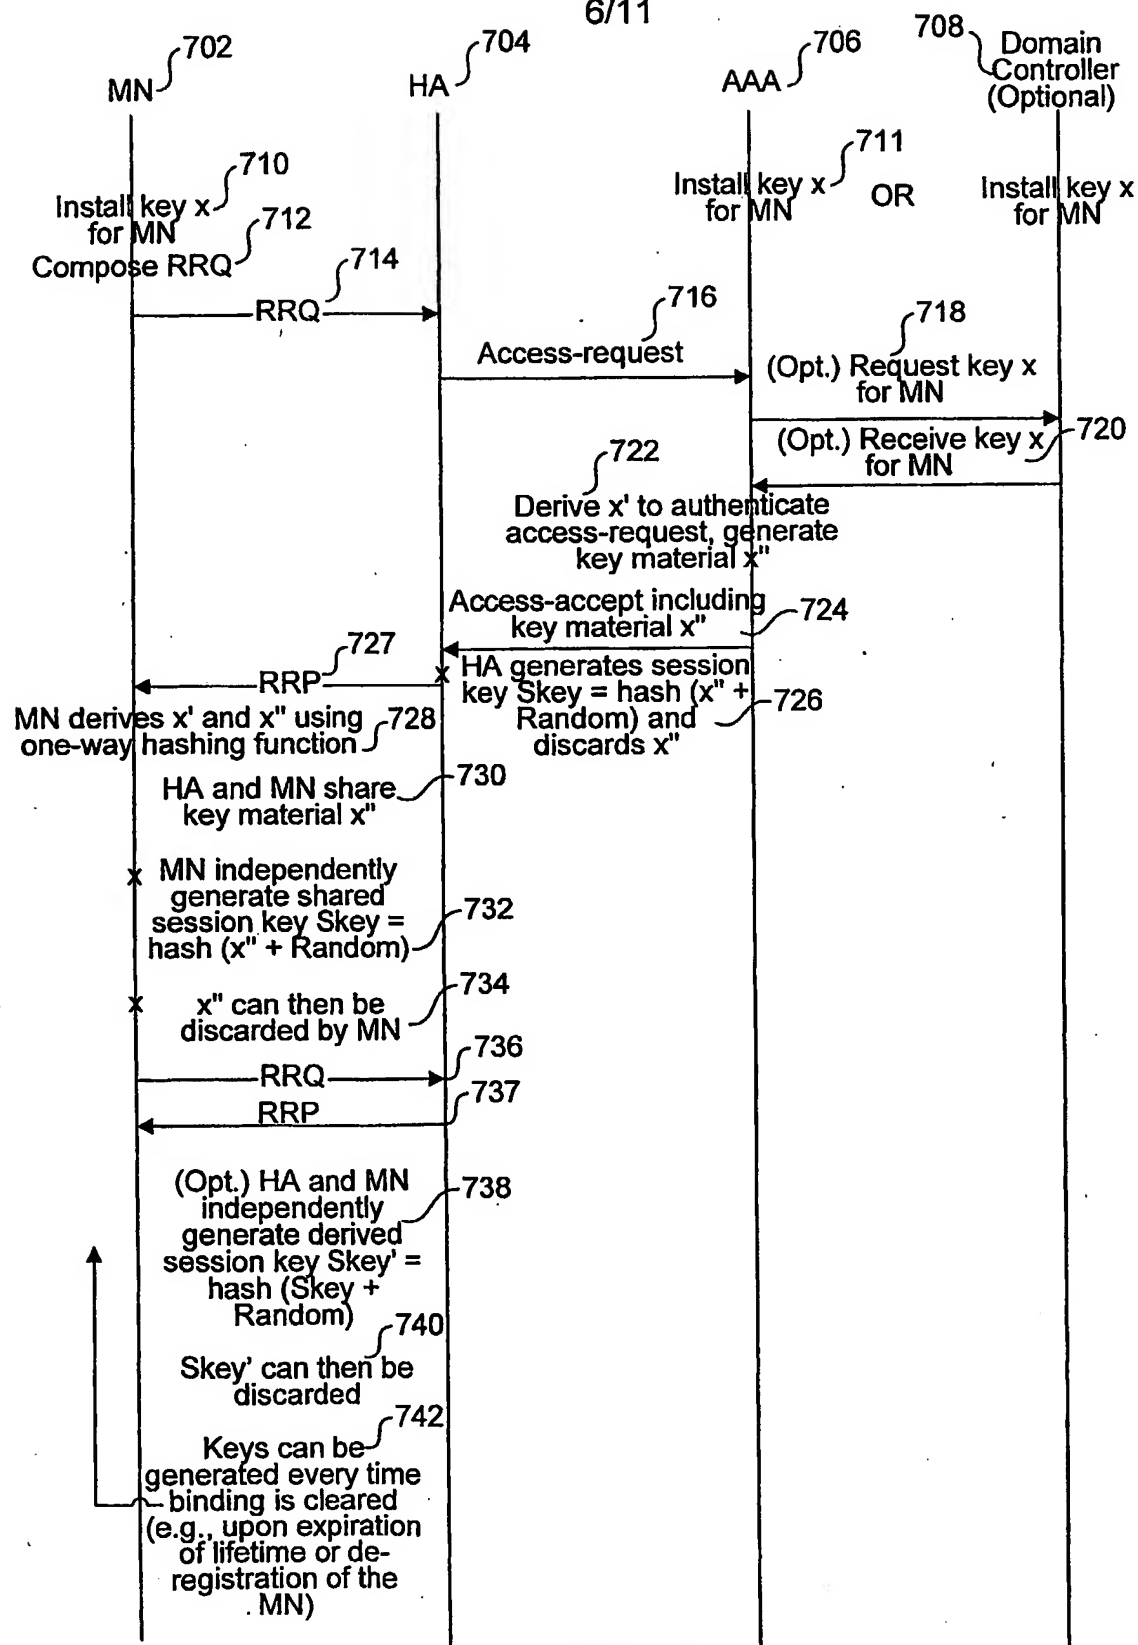 6/11
702
MN
704
HA
706
AAA
708
Domain
Controller
(Optional)
710
Install key x
for MN
712
Compose RRQ
711
Install key x
for MN
OR
Install key x
for MN
714
RRQ
716
Access-request
718
(Opt.) Request key x
for MN
(Opt.) Receive key x
for MN
720
722
Derive x' to authenticate
access-request, generate
key material x"
Access-accept including
key material x"
724
727
RRP
x
HA generates session
key Skey = hash (x" +
Random) and
discards x"
726
MN derives x' and x" using
one-way hashing function
728
730
HA and MN share
key material x"
x
MN independently
generate shared
session key Skey =
hash (x" + Random)
732
x
x" can then be
discarded by MN
734
RRQ
736
RRP
737
(Opt.) HA and MN
independently
generate derived
session key Skey' =
hash (Skey +
Random)
738
740
Skey' can then be
discarded
742
Keys can be
generated every time
binding is cleared
(e.g., upon expiration
of lifetime or de-
registration of the
MN)